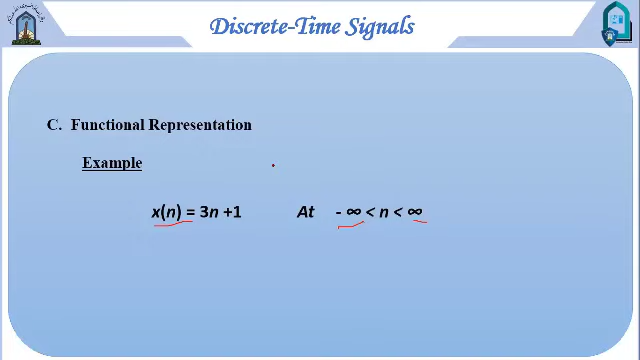 Discrete-Time Signals
C. Functional Representation
Example
x(n) = 3n +1 At - ∞ < n < ∞